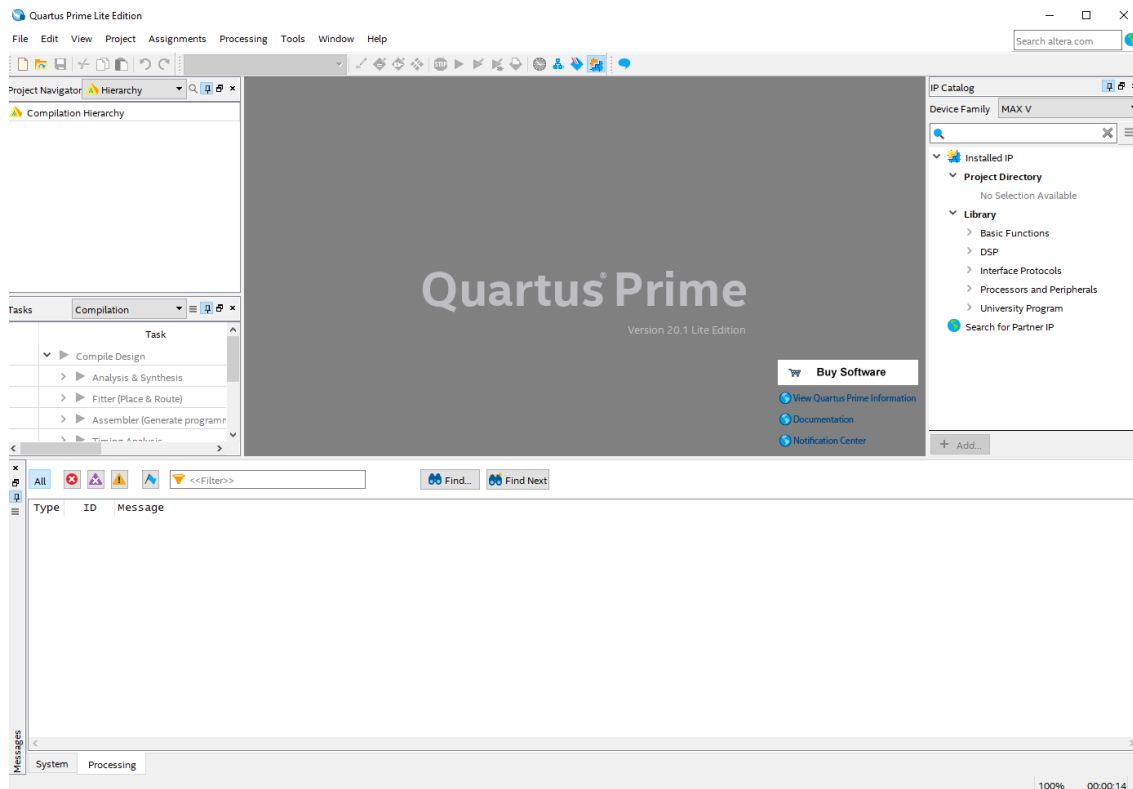 Quartus Prime Lite Edition
File Edit View Project Assignments Processing Tools Window Help
Search altera.com
Project Navigator Hierarchy
Compilation Hierarchy
Tasks Compilation
Task
Compile Design
Analysis & Synthesis
Fitter (Place & Route)
Assembler (Generate programm
Timing Analysis
Quartus® Prime
Version 20.1 Lite Edition
Buy Software
View Quartus Prime Information
Documentation
Notification Center
IP Catalog
Device Family MAX V
Installed IP
Project Directory
No Selection Available
Library
Basic Functions
DSP
Interface Protocols
Processors and Peripherals
University Program
Search for Partner IP
+ Add...
All <<Filter>> Find... Find Next
Type ID Message
Messages
System Processing
100% 00:00:14